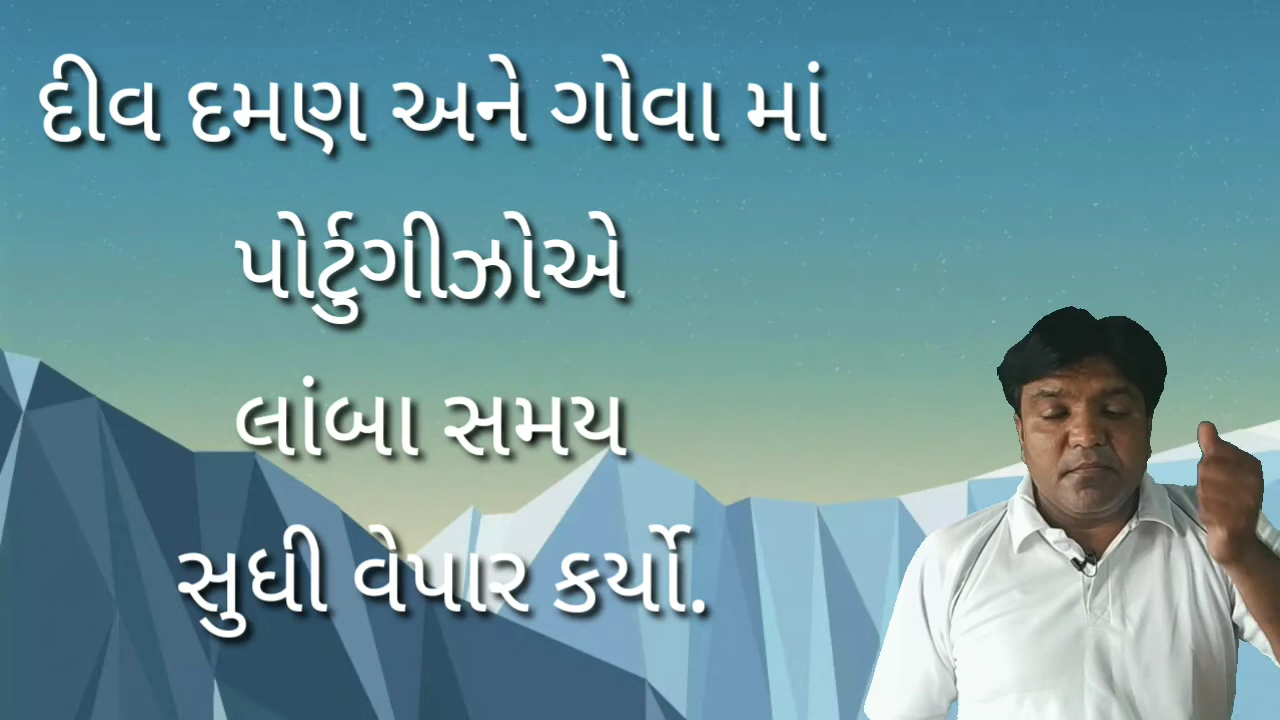 દીવ દમણ અને ગોવા માં
પોર્ટુગીઝોએ
લાંબા સમય
સુધી વેપાર કર્યો.